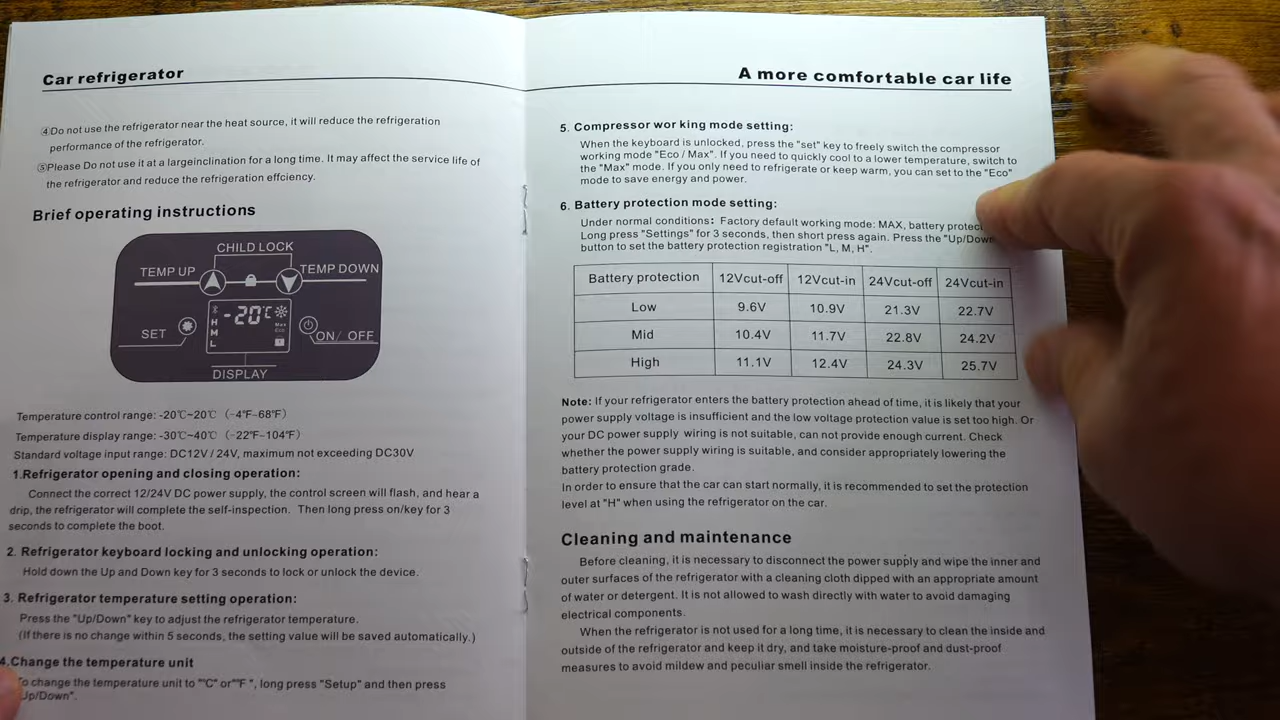 Car refrigerator
④Do not use the refrigerator near the heat source, it will reduce the refrigeration
performance of the refrigerator.
⑤Please Do not use it at a largeinclination for a long time. It may affect the service life of
the refrigerator and reduce the refrigeration effciency.
Brief operating instructions
CHILD LOCK
TEMP UP
TEMP DOWN
H
M
L
-20℃
Max
Eco
SET
ON/ OFF
DISPLAY
Temperature control range: -20℃~20℃ (-4℉-68℉)
Temperature display range: -30℃~40℃ (-22℉-104℉)
Standard voltage input range: DC12V / 24V, maximum not exceeding DC30V
1.Refrigerator opening and closing operation:
Connect the correct 12/24V DC power supply, the control screen will flash, and hear a
drip, the refrigerator will complete the self-inspection. Then long press on/key for 3
seconds to complete the boot.
2. Refrigerator keyboard locking and unlocking operation:
Hold down the Up and Down key for 3 seconds to lock or unlock the device.
3. Refrigerator temperature setting operation:
Press the "Up/Down" key to adjust the refrigerator temperature.
(If there is no change within 5 seconds, the setting value will be saved automatically.)
4.Change the temperature unit
To change the temperature unit to "°C" or"°F ", long press "Setup" and then press
Up/Down".
A more comfortable car life
5. Compressor wor king mode setting:
When the keyboard is unlocked, press the "set" key to freely switch the compressor
working mode "Eco / Max". If you need to quickly cool to a lower temperature, switch to
the "Max" mode. If you only need to refrigerate or keep warm, you can set to the "Eco"
mode to save energy and power.
6. Battery protection mode setting:
Under normal conditions: Factory default working mode: MAX, battery
Long press "Settings" for 3 seconds, then short press again. Press the "Up/Down
button to set the battery protection registration "L, M, H".
Battery protection 12Vcut-off 12Vcut-in 24Vcut-off 24Vcut-in
Low 9.6V 10.9V 21.3V 22.7V
Mid 10.4V 11.7V 22.8V 24.2V
High 11.1V 12.4V 24.3V 25.7V
Note: If your refrigerator enters the battery protection ahead of time, it is likely that your
power supply voltage is insufficient and the low voltage protection value is set too high. Or
your DC power supply wiring is not suitable, can not provide enough current. Check
whether the power supply wiring is suitable, and consider appropriately lowering the
battery protection grade.
In order to ensure that the car can start normally, it is recommended to set the protection
level at "H" when using the refrigerator on the car.
Cleaning and maintenance
Before cleaning, it is necessary to disconnect the power supply and wipe the inner and
outer surfaces of the refrigerator with a cleaning cloth dipped with an appropriate amount
of water or detergent. It is not allowed to wash directly with water to avoid damaging
electrical components.
When the refrigerator is not used for a long time, it is necessary to clean the inside and
outside of the refrigerator and keep it dry, and take moisture-proof and dust-proof
measures to avoid mildew and peculiar smell inside the refrigerator.